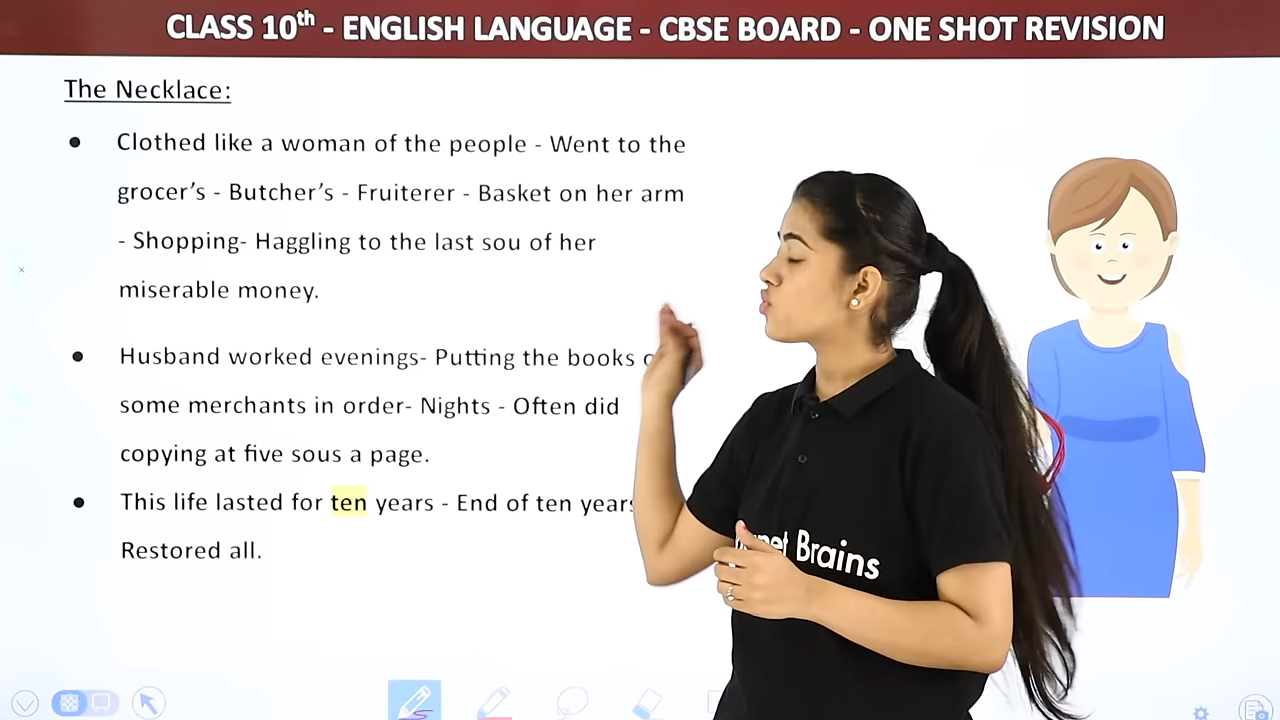 CLASS 10th - ENGLISH LANGUAGE - CBSE BOARD - ONE SHOT REVISION
The Necklace:
● Clothed like a woman of the people - Went to the
grocer’s - Butcher’s - Fruiterer - Basket on her arm
- Shopping- Haggling to the last sou of her
miserable money.
● Husband worked evenings- Putting the books
some merchants in order- Nights - Often did
copying at five sous a page.
● This life lasted for ten years - End of ten years
Restored all.
Brains